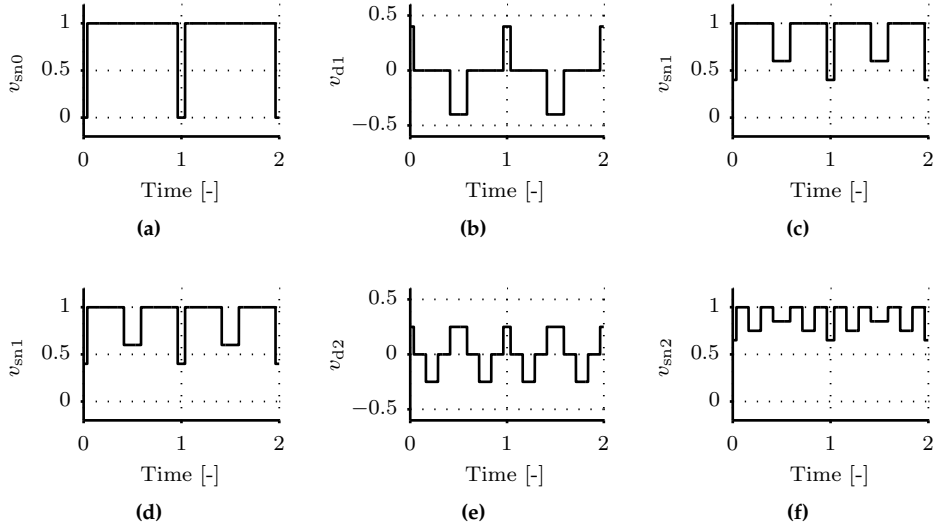 1
0.5
0
v_sn0
0 1 2
Time [-]
(a)
0.5
0
−0.5
v_d1
0 1 2
Time [-]
(b)
1
0.5
0
v_sn1
0 1 2
Time [-]
(c)
1
0.5
0
v_sn1
0 1 2
Time [-]
(d)
0.5
0
−0.5
v_d2
0 1 2
Time [-]
(e)
1
0.5
0
v_sn2
0 1 2
Time [-]
(f)